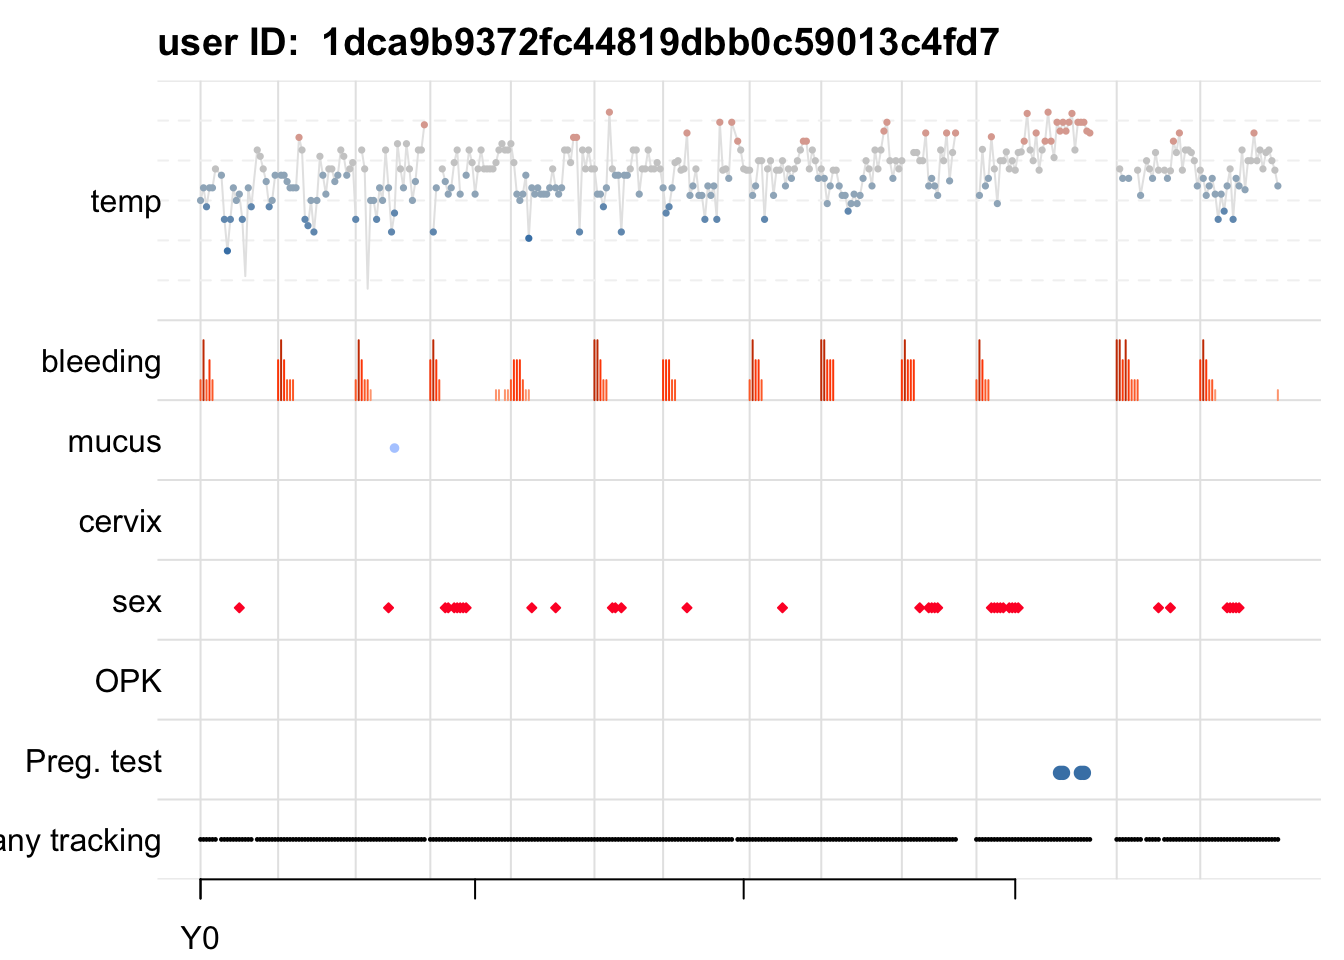 user ID:  1dca9b9372fc44819dbb0c59013c4fd7
temp
bleeding
mucus
cervix
sex
OPK
Preg. test
any tracking
Y0